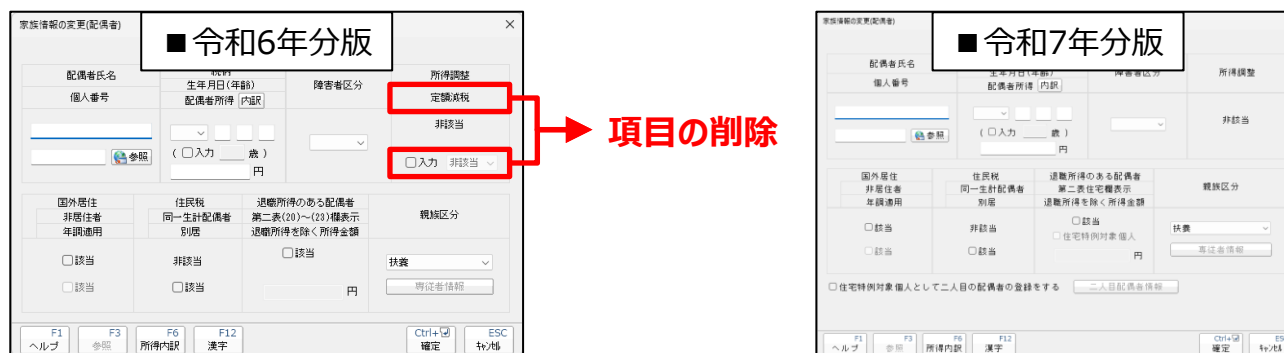 家族情報の変更(配偶者)
■令和6年分版
配偶者氏名
個人番号
生年月日(年齢)
配偶者所得 内訳
障害者区分
所得調整
定額減税
非該当
参照
(□入力 歳)
円
□入力 非該当
国外居住
非居住者
年調適用
住民税
同一生計配偶者
別居
退職所得のある配偶者
第二表(20)～(23)欄表示
退職所得を除く所得金額
親族区分
□該当
非該当
□該当
扶養
□該当
□該当
円
専従者情報
F1 ヘルプ
F3 参照
F6 所得内訳
F12 漢字
Ctrl+ 確定
ESC ｷｬﾝｾﾙ
項目の削除
家族情報の変更(配偶者)
■令和7年分版
配偶者氏名
個人番号
生年月日(年齢)
配偶者所得 内訳
障害者区分
所得調整
非該当
参照
(□入力 歳)
円
国外居住
非居住者
年調適用
住民税
同一生計配偶者
別居
退職所得のある配偶者
第二表住宅欄表示
退職所得を除く所得金額
親族区分
□該当
非該当
□該当
□住宅特例対象個人
扶養
□該当
□該当
円
専従者情報
□住宅特例対象個人として二人目の配偶者の登録をする 二人目配偶者情報
F1 ヘルプ
F3 参照
F6 所得内訳
F12 漢字
Ctrl+ 確定
ｷｬﾝｾﾙ